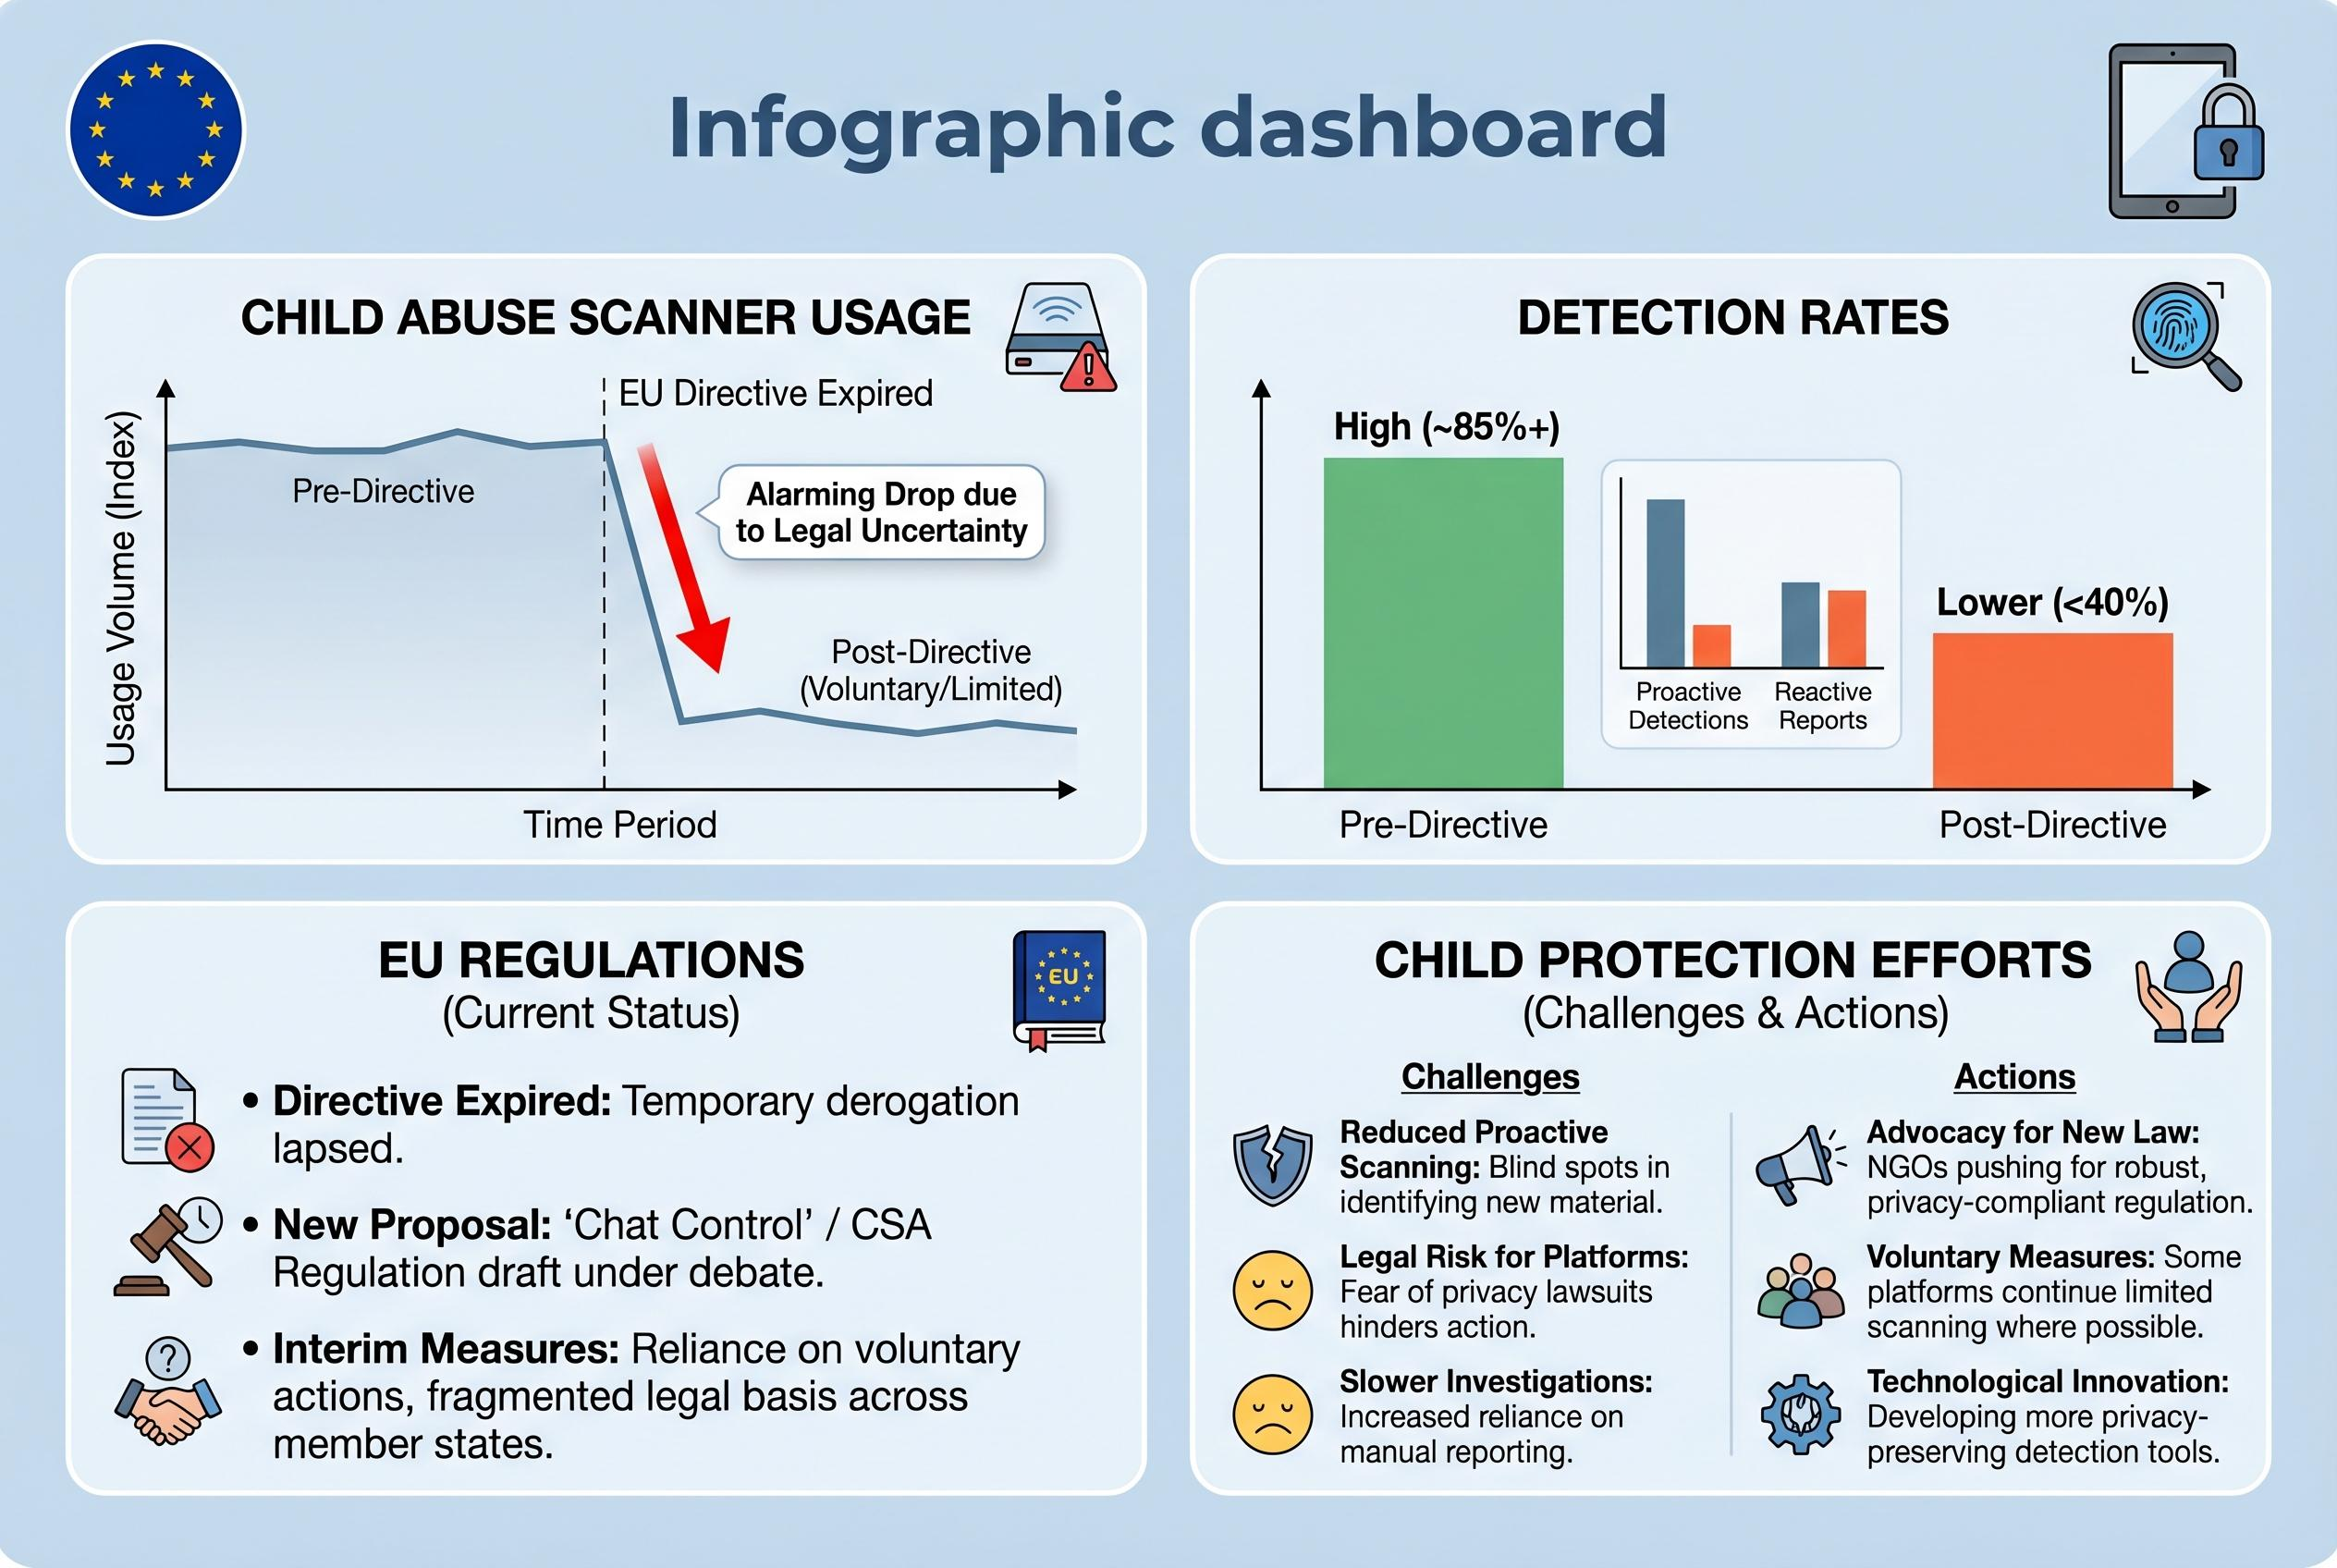 Infographic dashboard
CHILD ABUSE SCANNER USAGE
EU Directive Expired
Usage Volume (Index)
Pre-Directive
Alarming Drop due
to Legal Uncertainty
Post-Directive
(Voluntary/Limited)
Time Period
DETECTION RATES
High (~85%+)
Lower (<40%)
Proactive
Detections
Reactive
Reports
Pre-Directive
Post-Directive
EU REGULATIONS
(Current Status)
EU
• Directive Expired: Temporary derogation
lapsed.
• New Proposal: ‘Chat Control’ / CSA
Regulation draft under debate.
?
• Interim Measures: Reliance on voluntary
actions, fragmented legal basis across
member states.
CHILD PROTECTION EFFORTS
(Challenges & Actions)
Challenges
Reduced Proactive
Scanning: Blind spots in
identifying new material.
Legal Risk for Platforms:
Fear of privacy lawsuits
hinders action.
Slower Investigations:
Increased reliance on
manual reporting.
Actions
Advocacy for New Law:
NGOs pushing for robust,
privacy-compliant regulation.
Voluntary Measures: Some
platforms continue limited
scanning where possible.
Technological Innovation:
Developing more privacy-
preserving detection tools.